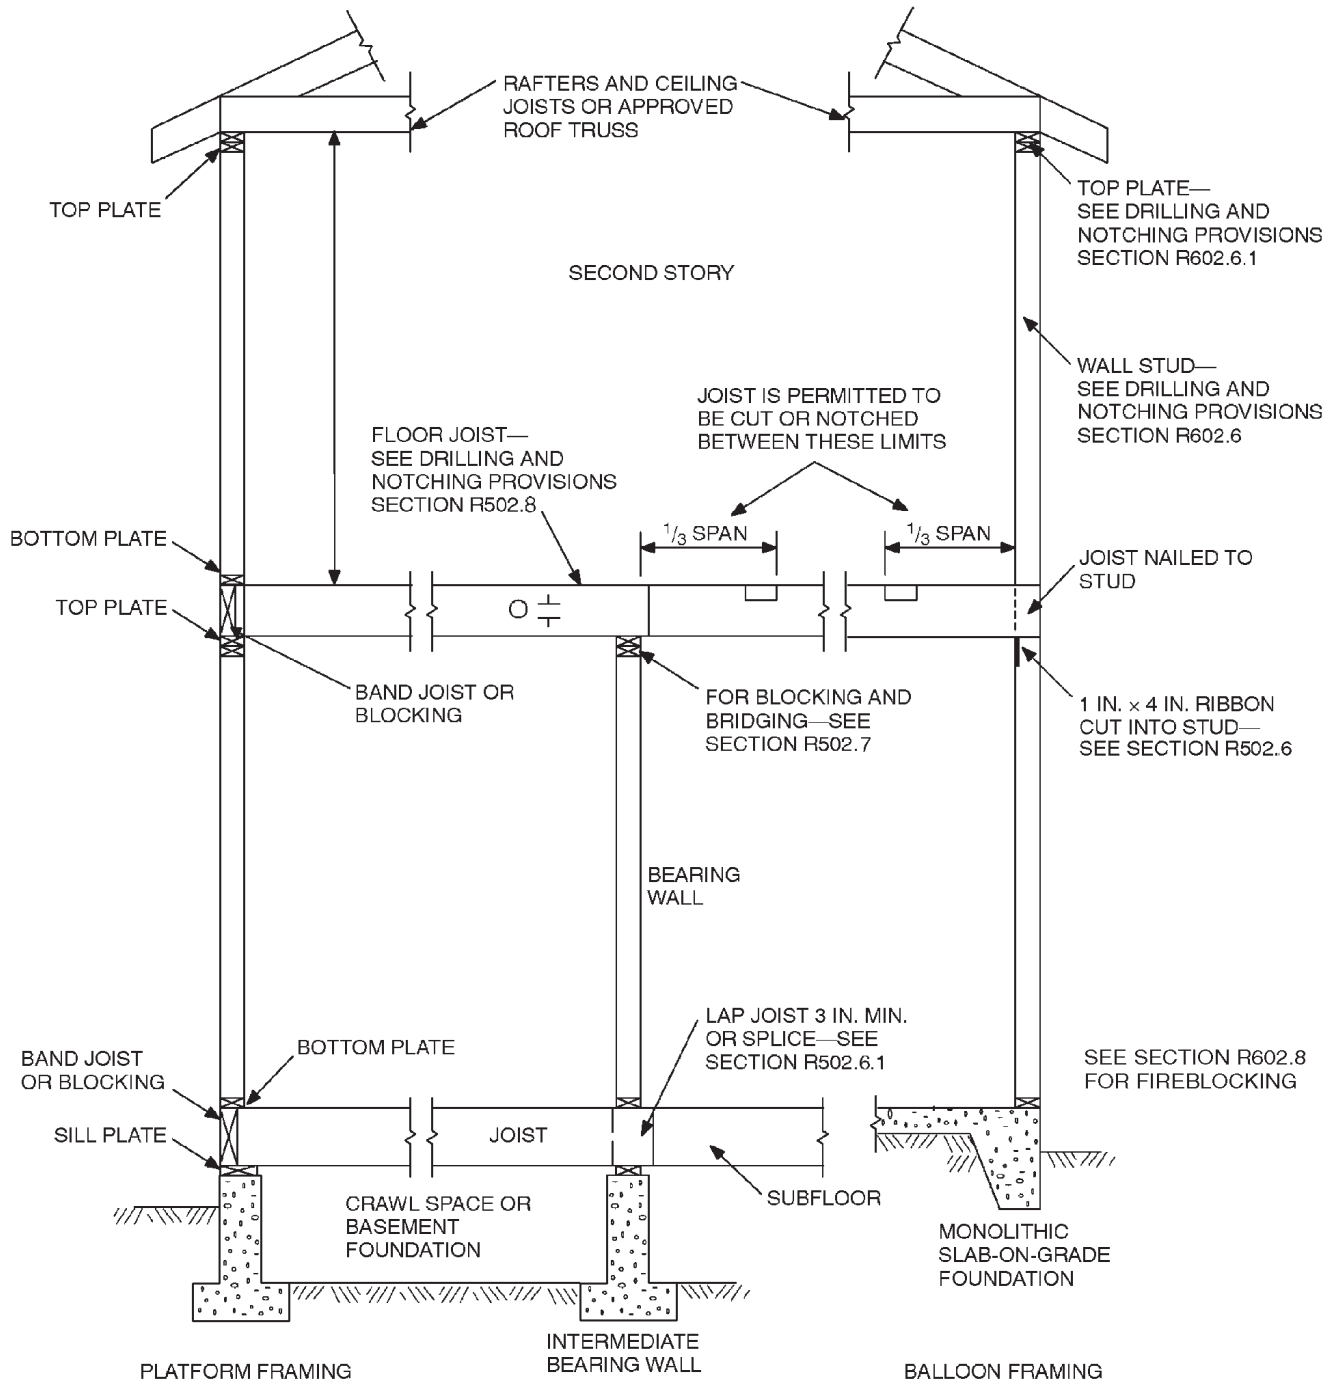 RAFTERS AND CEILING
JOISTS OR APPROVED
ROOF TRUSS
TOP PLATE
TOP PLATE—
SEE DRILLING AND
NOTCHING PROVISIONS
SECTION R602.6.1
SECOND STORY
WALL STUD—
SEE DRILLING AND
NOTCHING PROVISIONS
SECTION R602.6
JOIST IS PERMITTED TO
BE CUT OR NOTCHED
BETWEEN THESE LIMITS
FLOOR JOIST—
SEE DRILLING AND
NOTCHING PROVISIONS
SECTION R502.8
1/3 SPAN
1/3 SPAN
BOTTOM PLATE
JOIST NAILED TO
STUD
TOP PLATE
BAND JOIST OR
BLOCKING
FOR BLOCKING AND
BRIDGING—SEE
SECTION R502.7
1 IN. × 4 IN. RIBBON
CUT INTO STUD—
SEE SECTION R502.6
BEARING
WALL
LAP JOIST 3 IN. MIN.
OR SPLICE—SEE
SECTION R502.6.1
BOTTOM PLATE
BAND JOIST
OR BLOCKING
SEE SECTION R602.8
FOR FIREBLOCKING
SILL PLATE
JOIST
SUBFLOOR
CRAWL SPACE OR
BASEMENT
FOUNDATION
MONOLITHIC
SLAB-ON-GRADE
FOUNDATION
INTERMEDIATE
BEARING WALL
PLATFORM FRAMING
BALLOON FRAMING